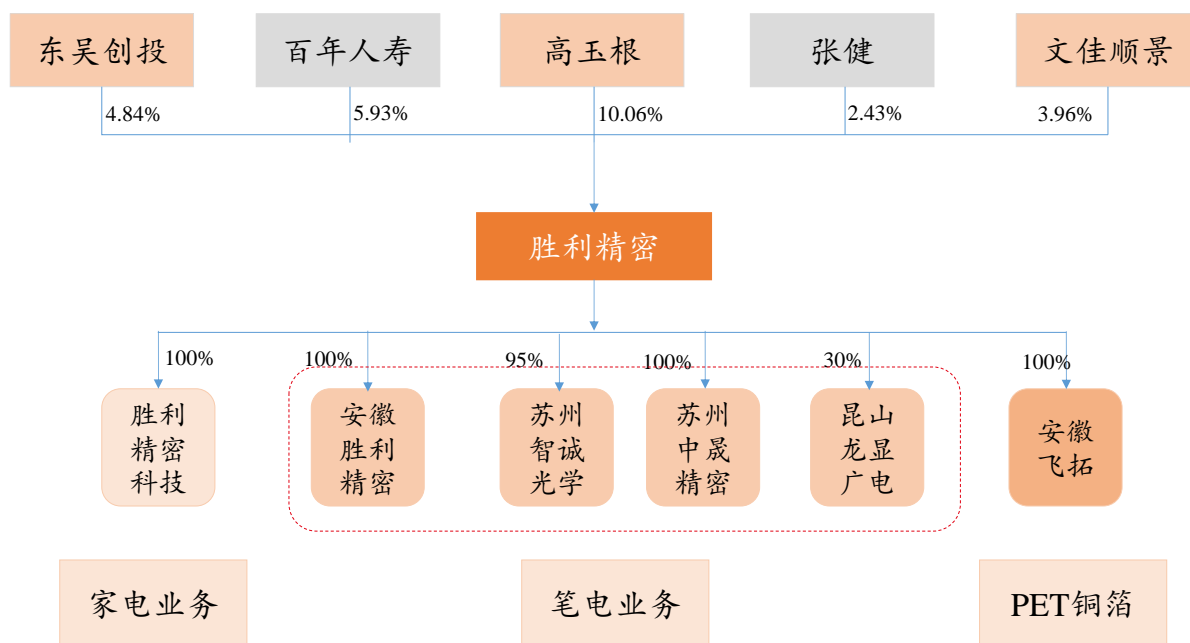 东吴创投
百年人寿
高玉根
张健
文佳顺景
4.84%
5.93%
10.06%
2.43%
3.96%
胜利精密
100%
100%
95%
100%
30%
100%
胜利
精密
科技
安徽
胜利
精密
苏州
智诚
光学
苏州
中晟
精密
昆山
龙显
广电
安徽
飞拓
家电业务
笔电业务
PET铜箔